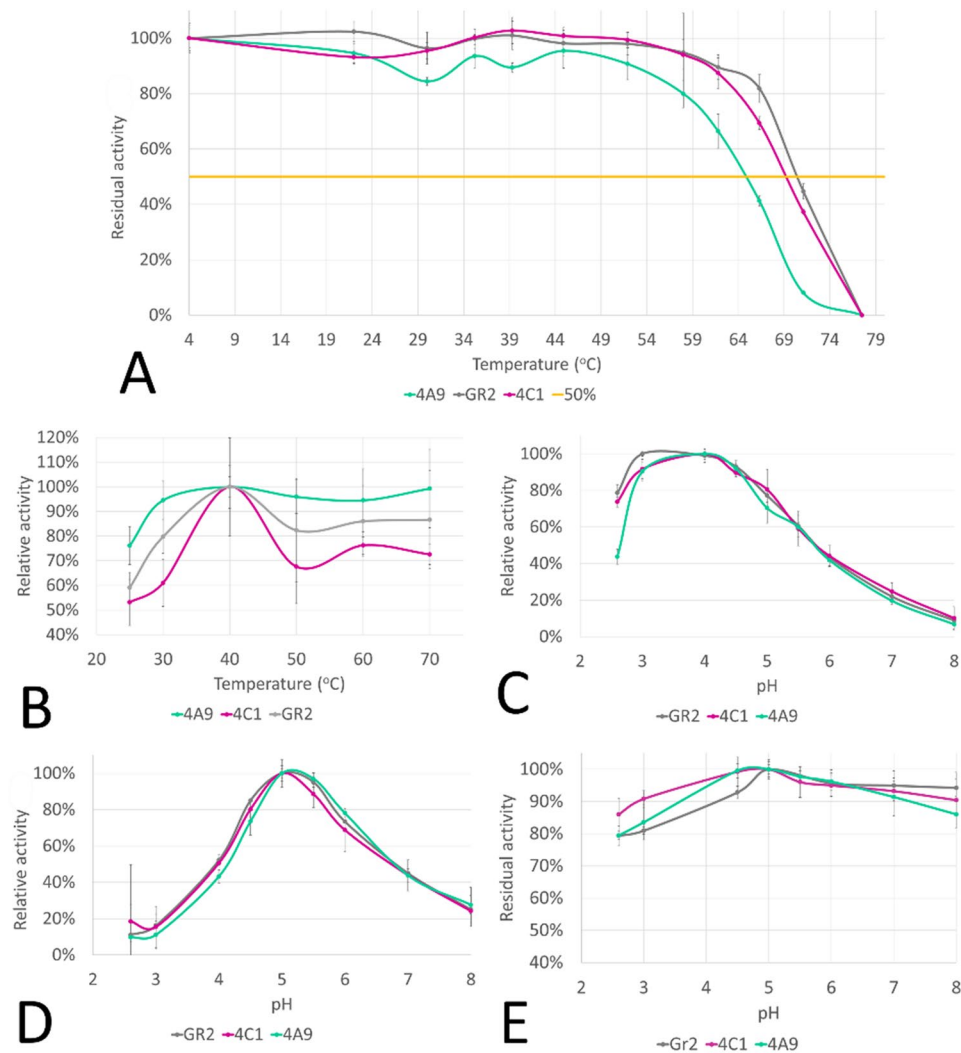 100%
80%
60%
40%
20%
0%
Residual activity
4 9 14 19 24 29 34 39 44 49 54 59 64 69 74 79
Temperature (°C)
A
4A9 GR2 4C1 50%
120%
110%
100%
90%
80%
70%
60%
50%
40%
Relative activity
20 30 40 50 60 70
Temperature (°C)
B
4A9 4C1 GR2
100%
80%
60%
40%
20%
0%
Relative activity
2 3 4 5 6 7 8
pH
C
GR2 4C1 4A9
100%
80%
60%
40%
20%
0%
Relative activity
2 3 4 5 6 7 8
pH
D
GR2 4C1 4A9
100%
90%
80%
70%
60%
50%
40%
Residual activity
2 3 4 5 6 7 8
pH
E
Gr2 4C1 4A9